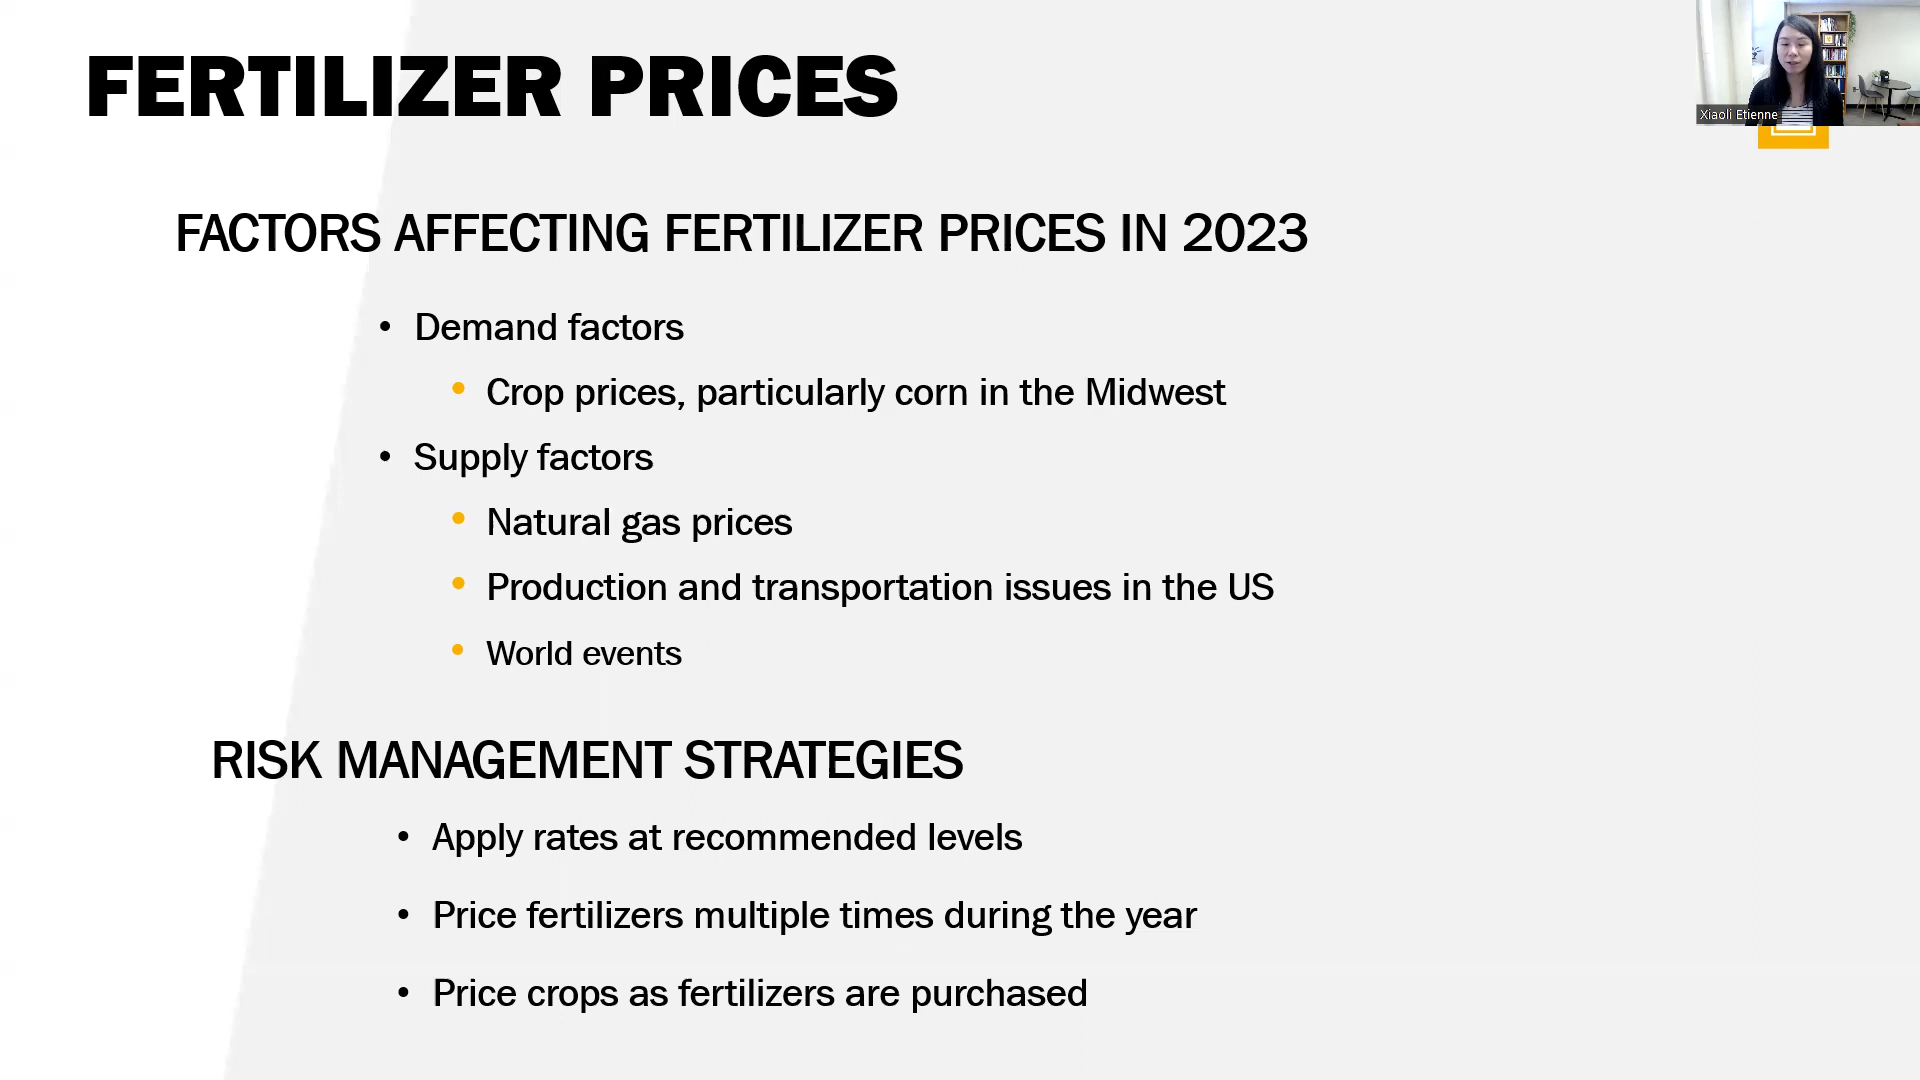 FERTILIZER PRICES
Xiaoli Etienne
FACTORS AFFECTING FERTILIZER PRICES IN 2023
• Demand factors
• Crop prices, particularly corn in the Midwest
• Supply factors
• Natural gas prices
• Production and transportation issues in the US
• World events
RISK MANAGEMENT STRATEGIES
• Apply rates at recommended levels
• Price fertilizers multiple times during the year
• Price crops as fertilizers are purchased